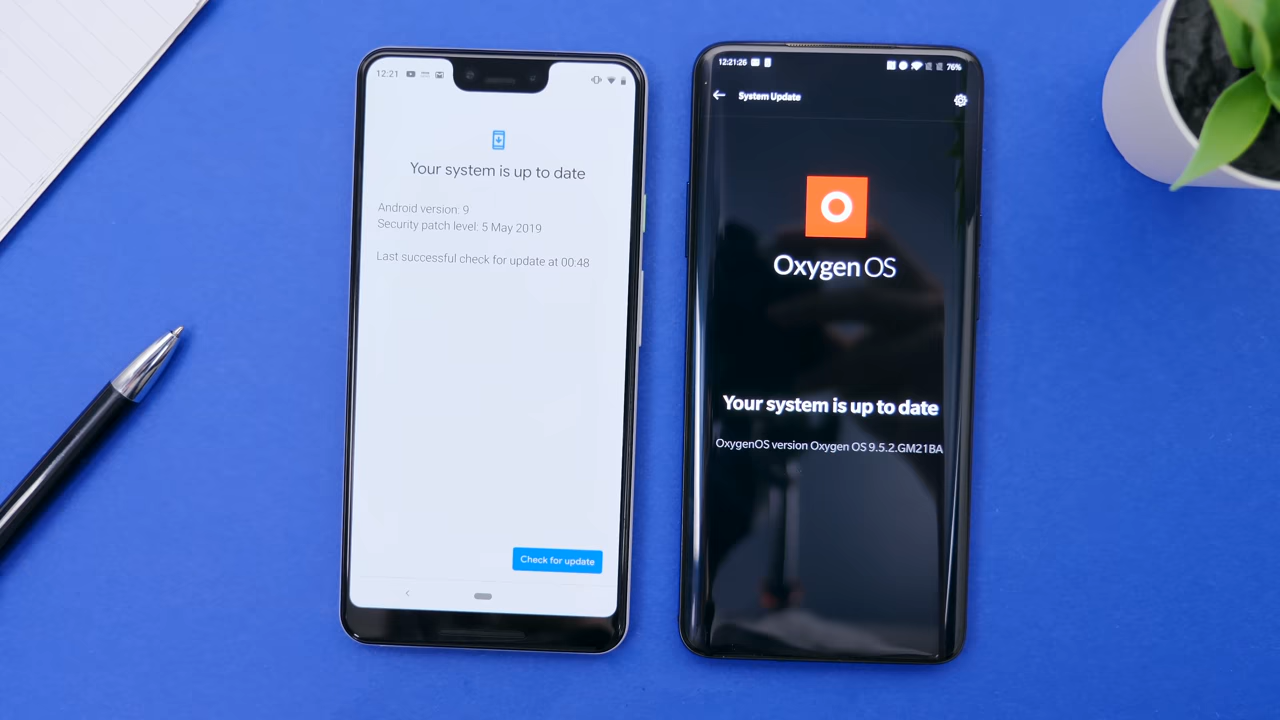 12:21
Your system is up to date
Android version: 9
Security patch level: 5 May 2019
Last successful check for update at 00:48
Check for update
12:21:26
76%
System Update
Oxygen OS
Your system is up to date
OxygenOS version Oxygen OS 9.5.2.GM21BA